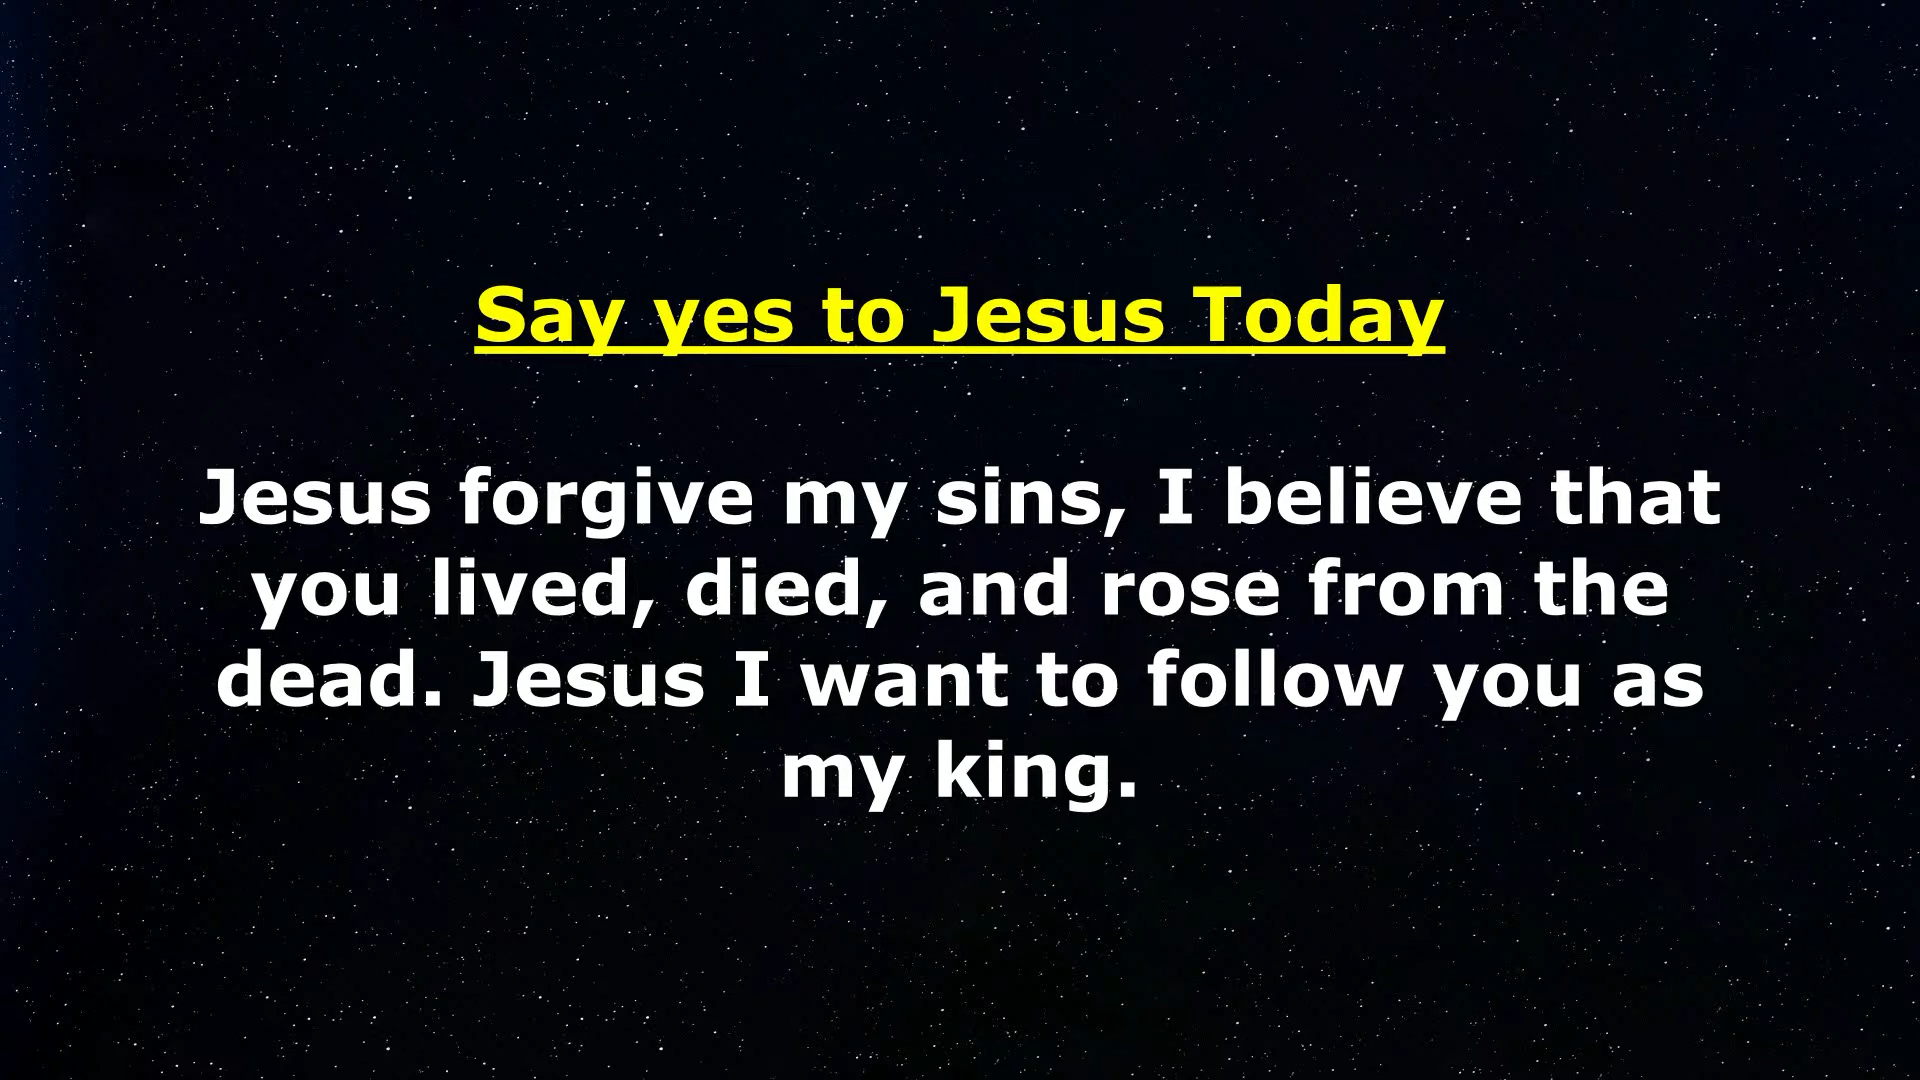 Say yes to Jesus Today
Jesus forgive my sins, I believe that
you lived, died, and rose from the
dead. Jesus I want to follow you as
my king.